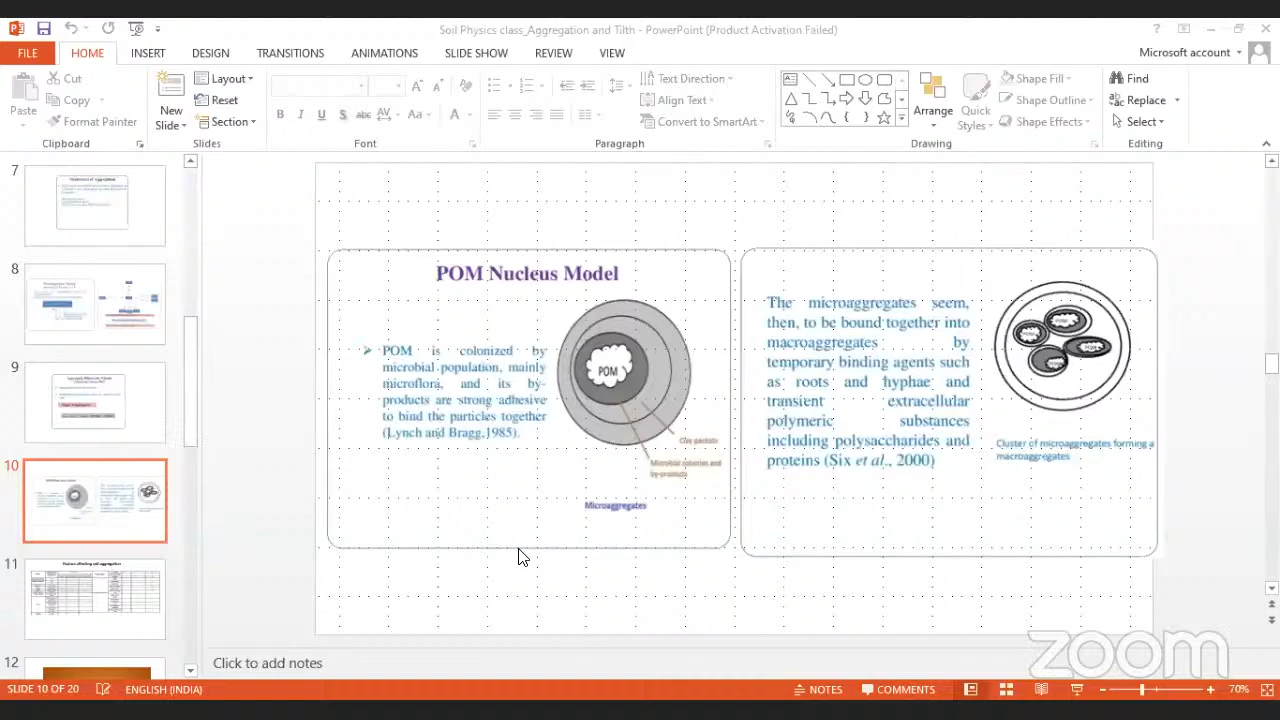 Soil Physics class_Aggregation and Tilth - PowerPoint (Product Activation Failed)
FILE HOME INSERT DESIGN TRANSITIONS ANIMATIONS SLIDE SHOW REVIEW VIEW Microsoft account
Paste Cut Copy Format Painter Clipboard
New Slide Layout Reset Section Slides
Font
Text Direction Align Text Convert to SmartArt Paragraph
Arrange Quick Styles Shape Fill Shape Outline Shape Effects Drawing
Find Replace Select Editing
7
8
9
10
11
12
POM Nucleus Model
POM is colonized by
microbial population, mainly
microflora, and its by-
products are strong adhesive
to bind the particles together
(Lynch and Bragg,1985).
POM
Clay particles
Microbial colonies and
by-products
Microaggregates
The microaggregates seem,
then, to be bound together into
macroaggregates by
temporary binding agents such
as roots and hyphae and
transient extracellular
polymeric substances
including polysaccharides and
proteins (Six et al., 2000)
Cluster of microaggregates forming a
macroaggregates
Click to add notes
zoom
SLIDE 10 OF 20 ENGLISH (INDIA) NOTES COMMENTS 70%